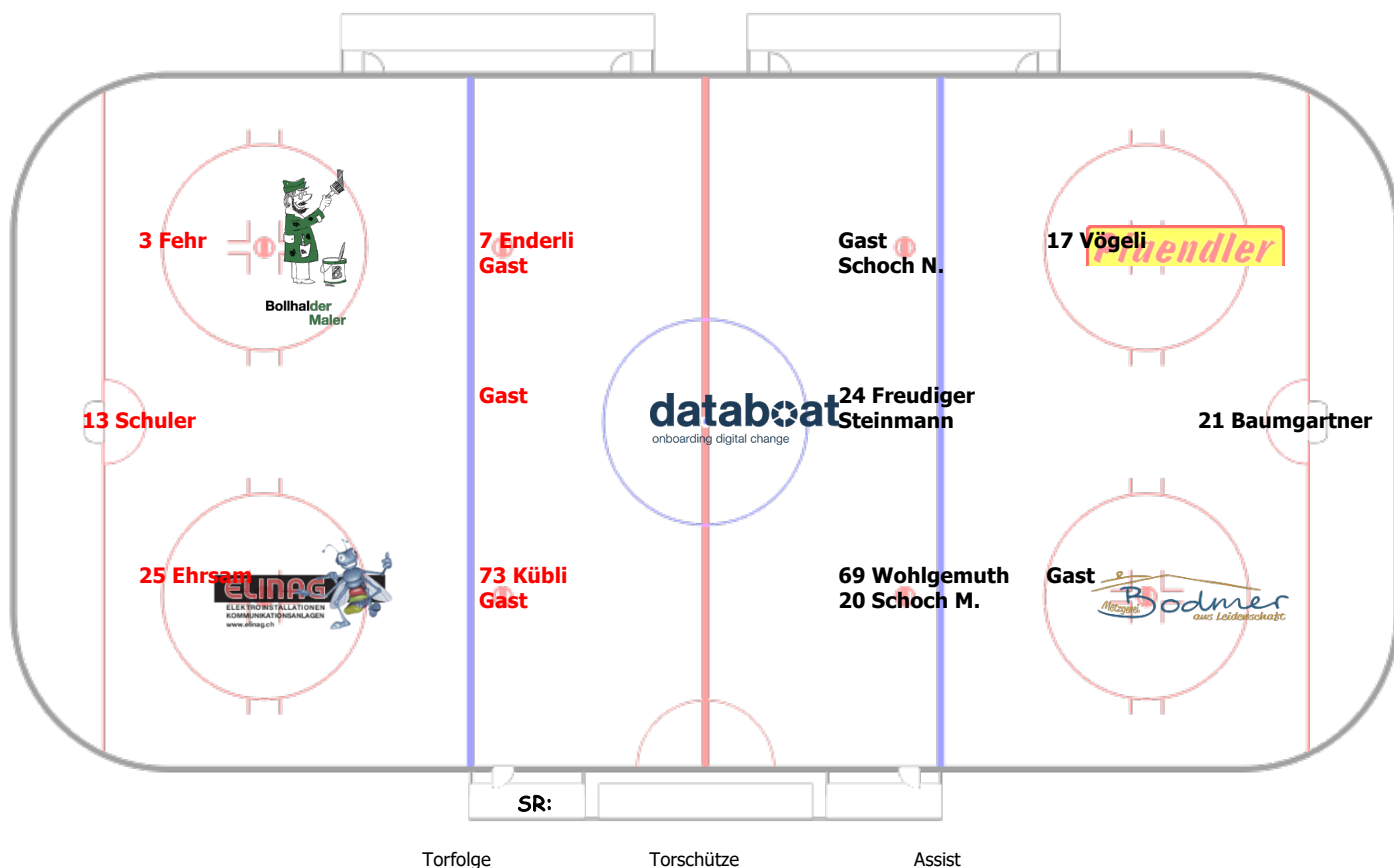 3 Fehr
7 Enderli
Gast
Gast
Schoch N.
17 Vögeli
Pfuendler
Bollhalder
Maler
13 Schuler
Gast
databoat
onboarding digital change
24 Freudiger
Steinmann
21 Baumgartner
25 Ehrsam
ELINAG
ELEKTROINSTALLATIONEN
KOMMUNIKATIONSANLAGEN
www.elinag.ch
73 Kübli
Gast
69 Wohlgemuth
20 Schoch M.
Gast
Metzgerei
Bodmer
aus Leidenschaft
SR:
Torfolge Torschütze Assist